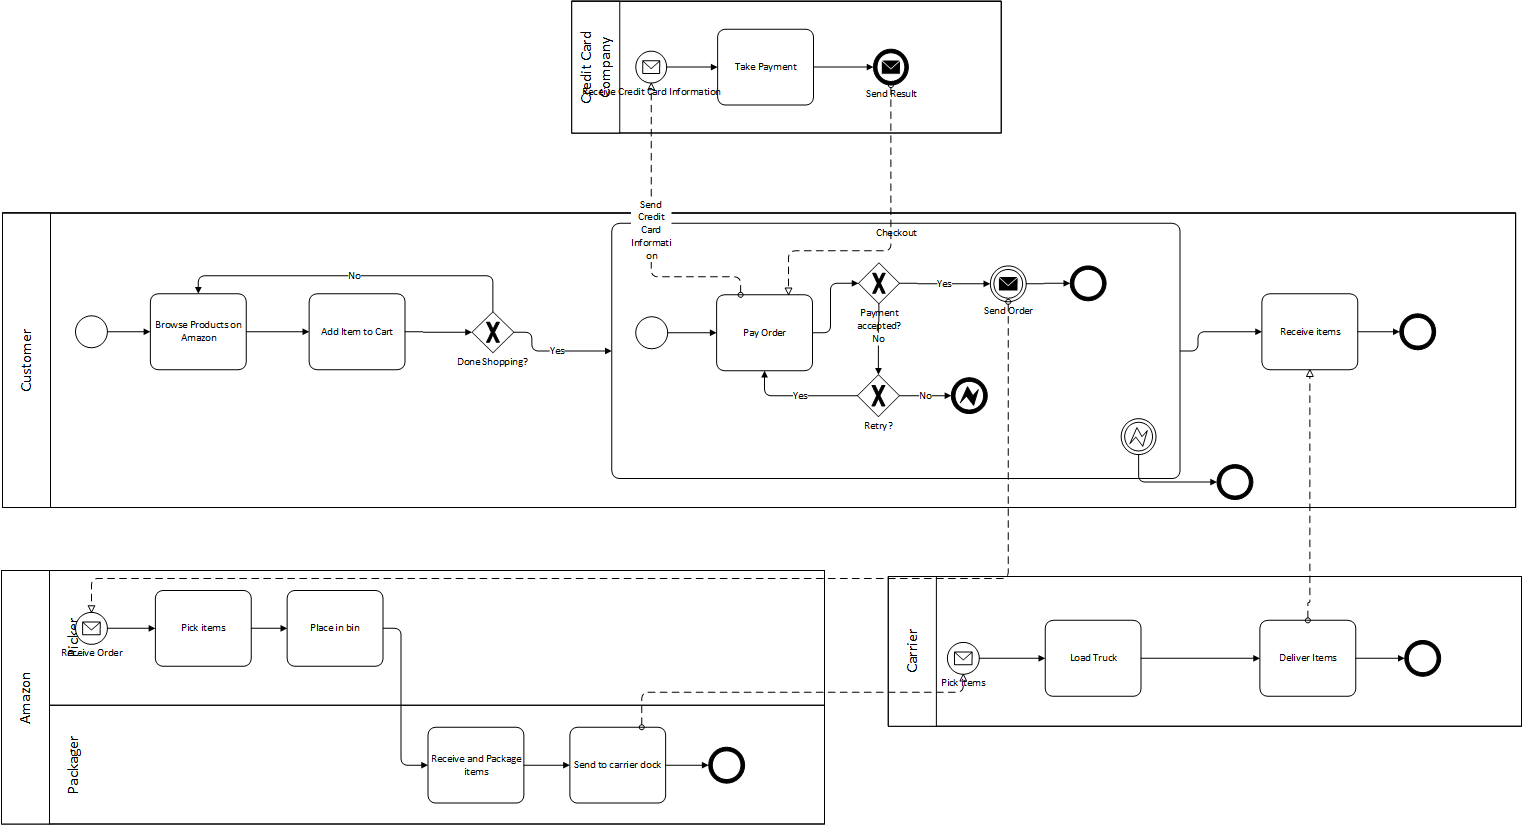 Credit Card
Company
Receive Credit Card Information
Take Payment
Send Result
Customer
Browse Products on
Amazon
Add Item to Cart
No
Done Shopping?
Yes
Send
Credit
Card
Informati
on
Checkout
Pay Order
Payment
accepted?
No
Yes
Send Order
Yes
Retry?
No
Receive items
Amazon
Picker
Receive Order
Pick items
Place in bin
Packager
Receive and Package
items
Send to carrier dock
Carrier
Pick items
Load Truck
Deliver Items